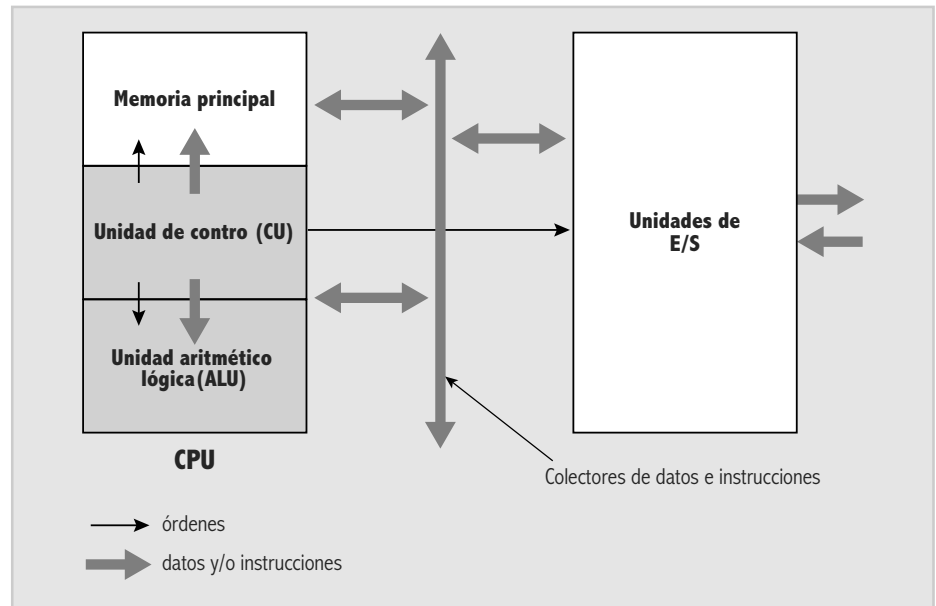 Memoria principal
Unidad de contro (CU)
Unidad aritmético
lógica(ALU)
CPU
Unidades de
E/S
Colectores de datos e instrucciones
órdenes
datos y/o instrucciones